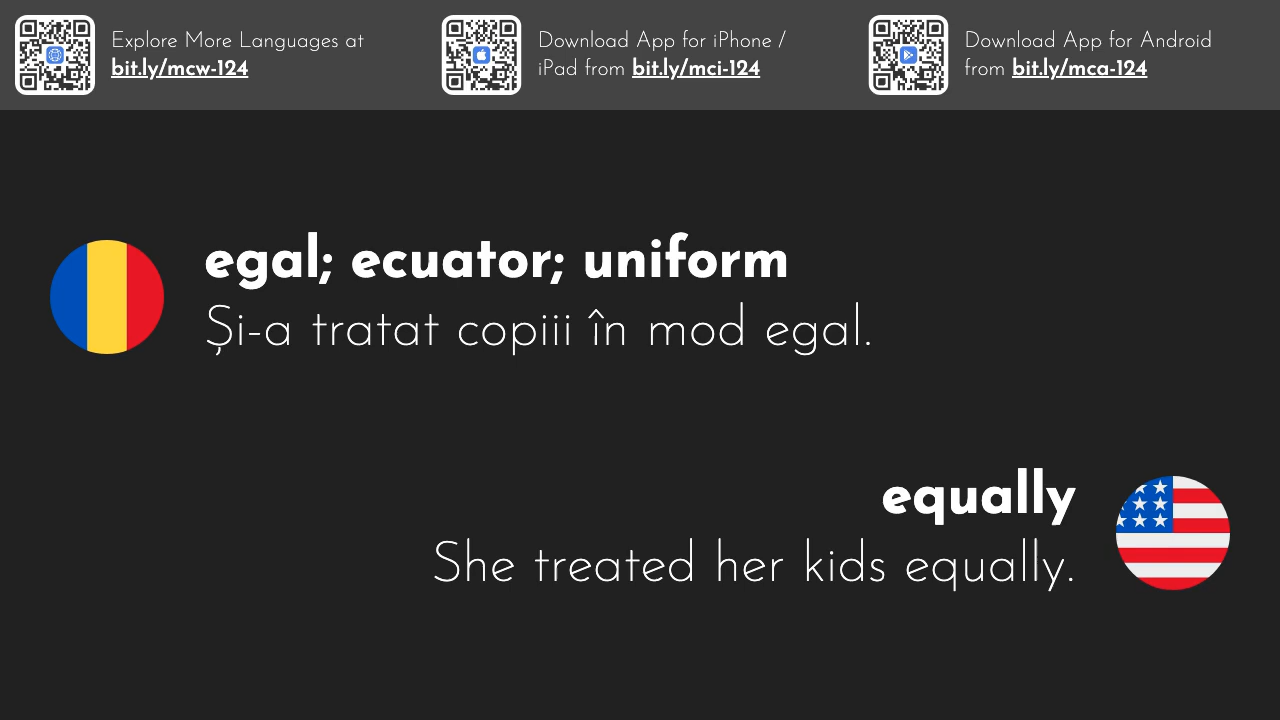 Explore More Languages at
bit.ly/mcw-124
Download App for iPhone /
iPad from bit.ly/mci-124
Download App for Android
from bit.ly/mca-124
egal; ecuator; uniform
Și-a tratat copiii în mod egal.
equally
She treated her kids equally.